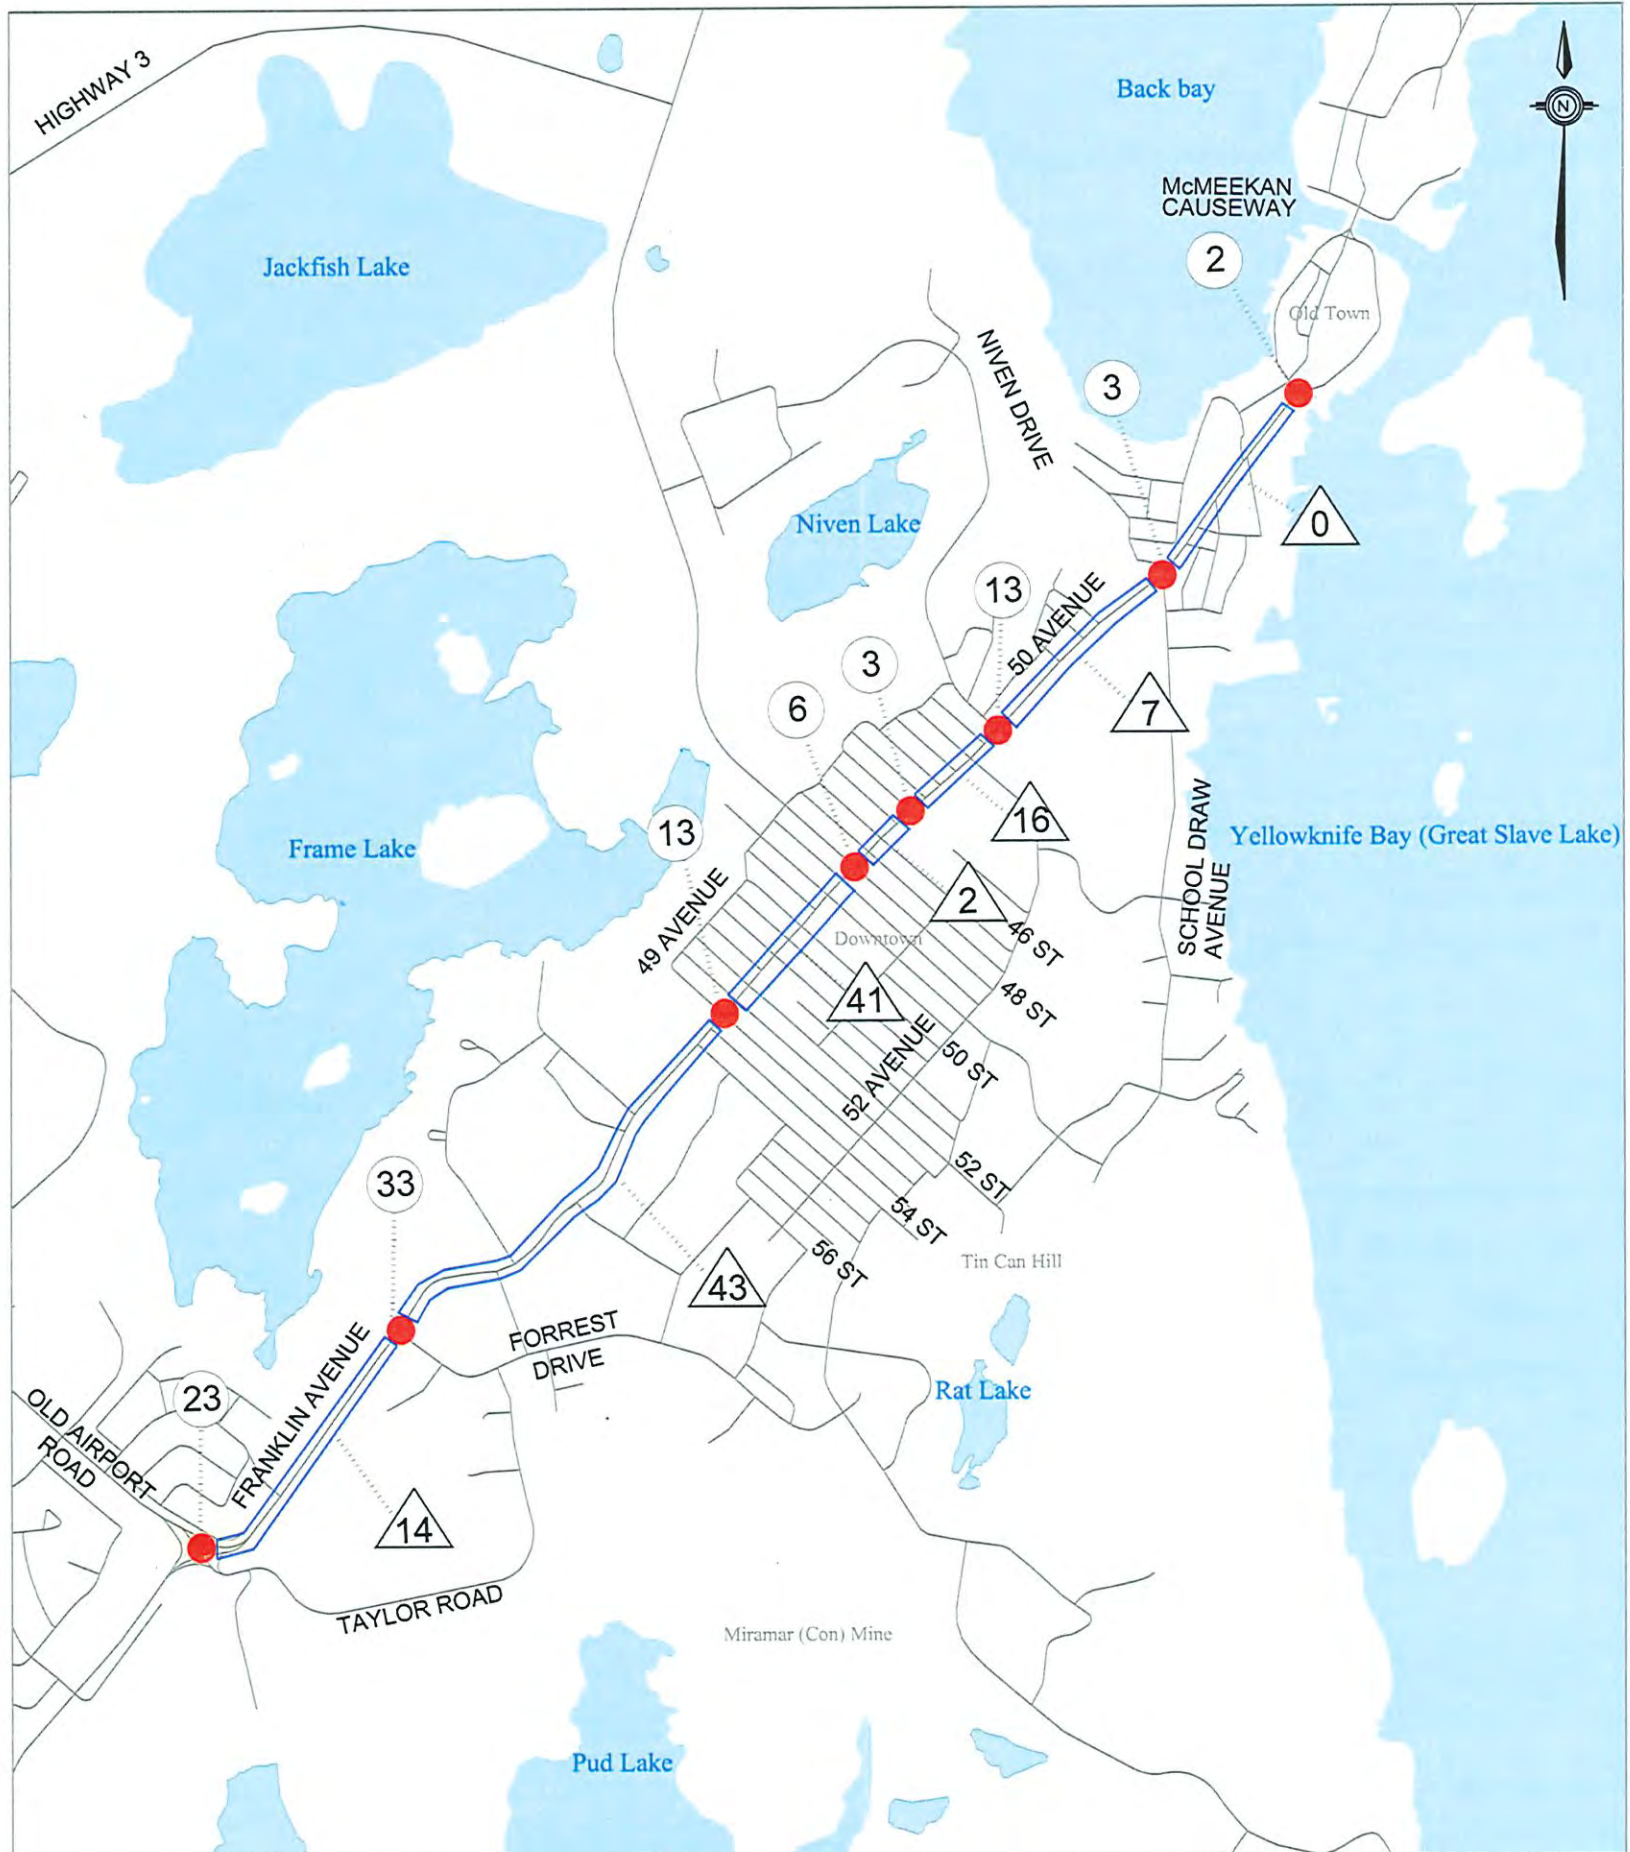 HIGHWAY 3
Back bay
N
McMEEKAN
CAUSEWAY
2
Jackfish Lake
Old Town
NIVEN DRIVE
3
Niven Lake
0
13
50 AVENUE
3
6
7
16
13
SCHOOL DRAW
AVENUE
Yellowknife Bay (Great Slave Lake)
Frame Lake
49 AVENUE
2
Downtown
46 ST
41
48 ST
52 AVENUE
50 ST
33
52 ST
54 ST
56 ST
Tin Can Hill
43
FORREST
DRIVE
FRANKLIN AVENUE
23
OLD AIRPORT
ROAD
Rat Lake
14
TAYLOR ROAD
Miramar (Con) Mine
Pud Lake